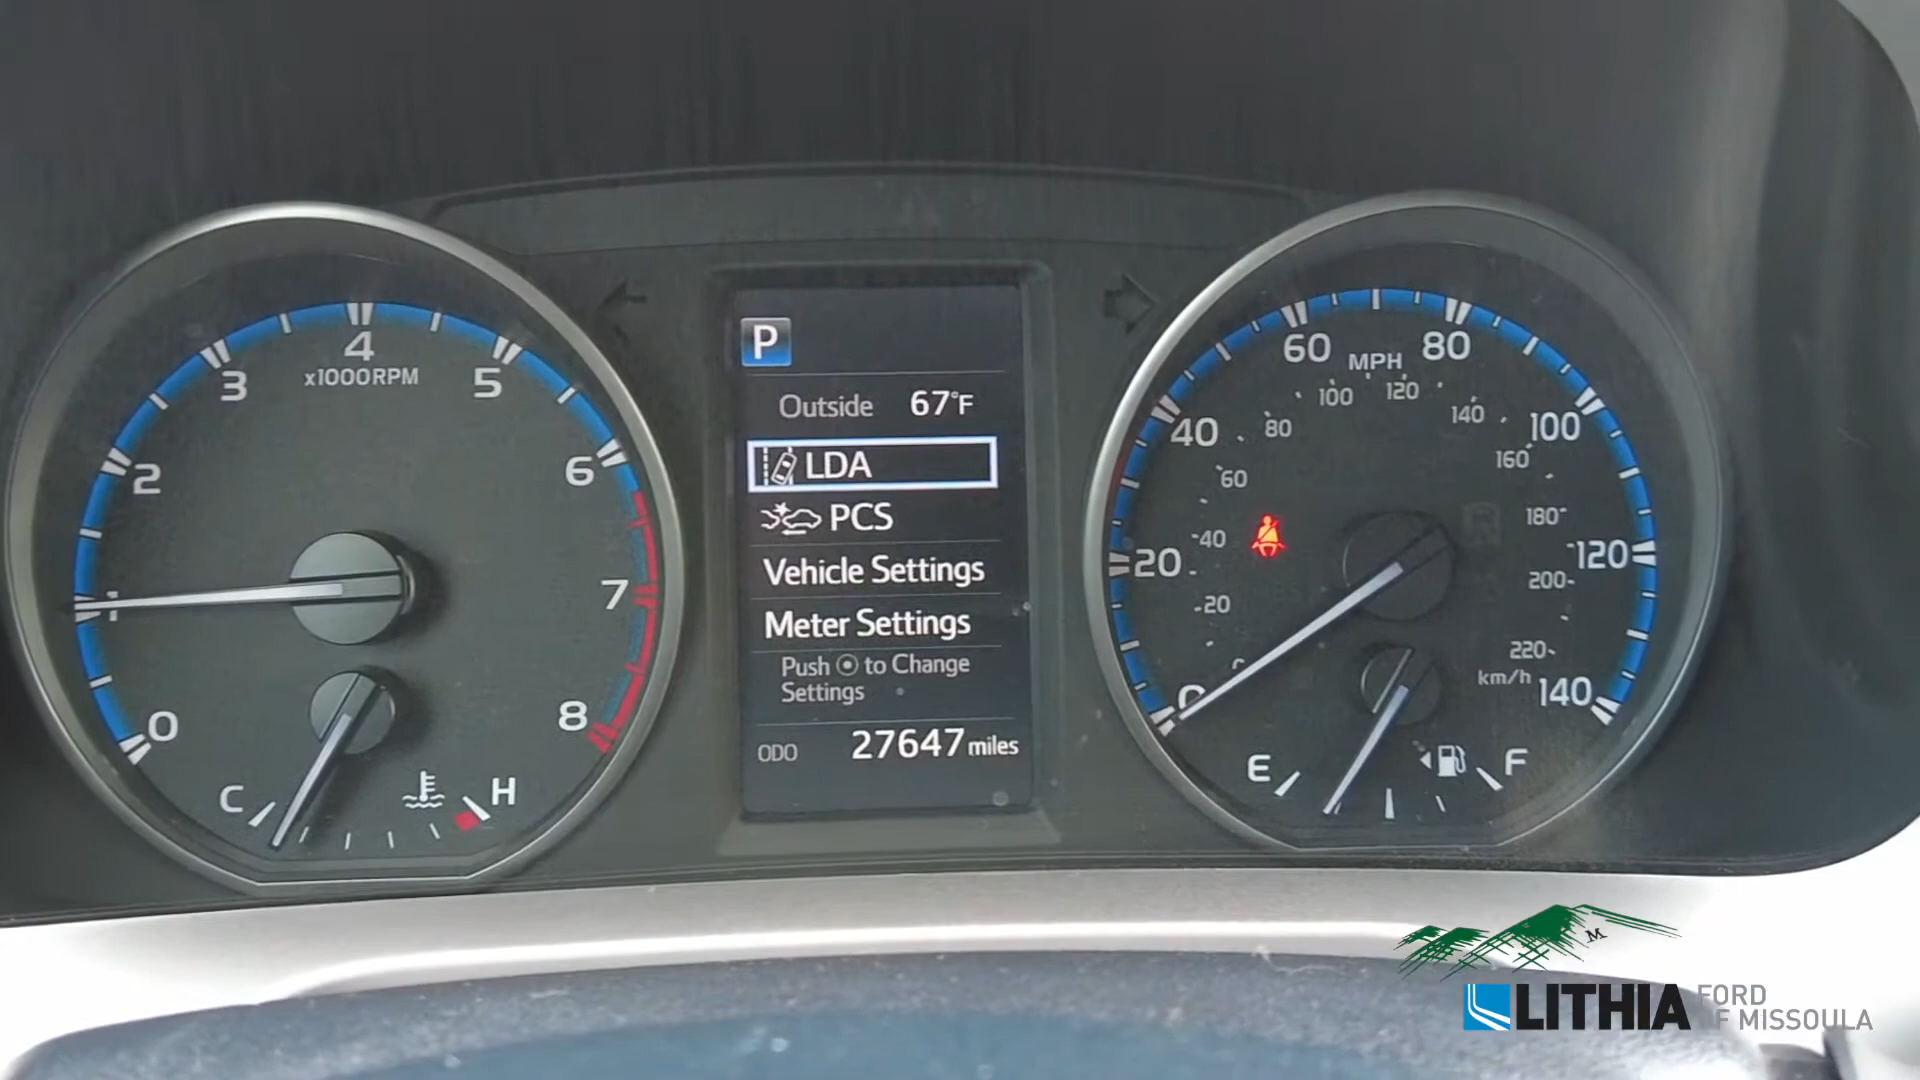 0
1
2
3
4
5
6
7
8
x1000RPM
C
H
P
Outside 67°F
LDA
PCS
Vehicle Settings
Meter Settings
Push to Change
Settings
ODO 27647 miles
0
20
40
60
80
100
120
140
MPH
20
40
60
80
100
120
140
160
180
200
220
km/h
E
F
M
LITHIA
FORD
OF MISSOULA